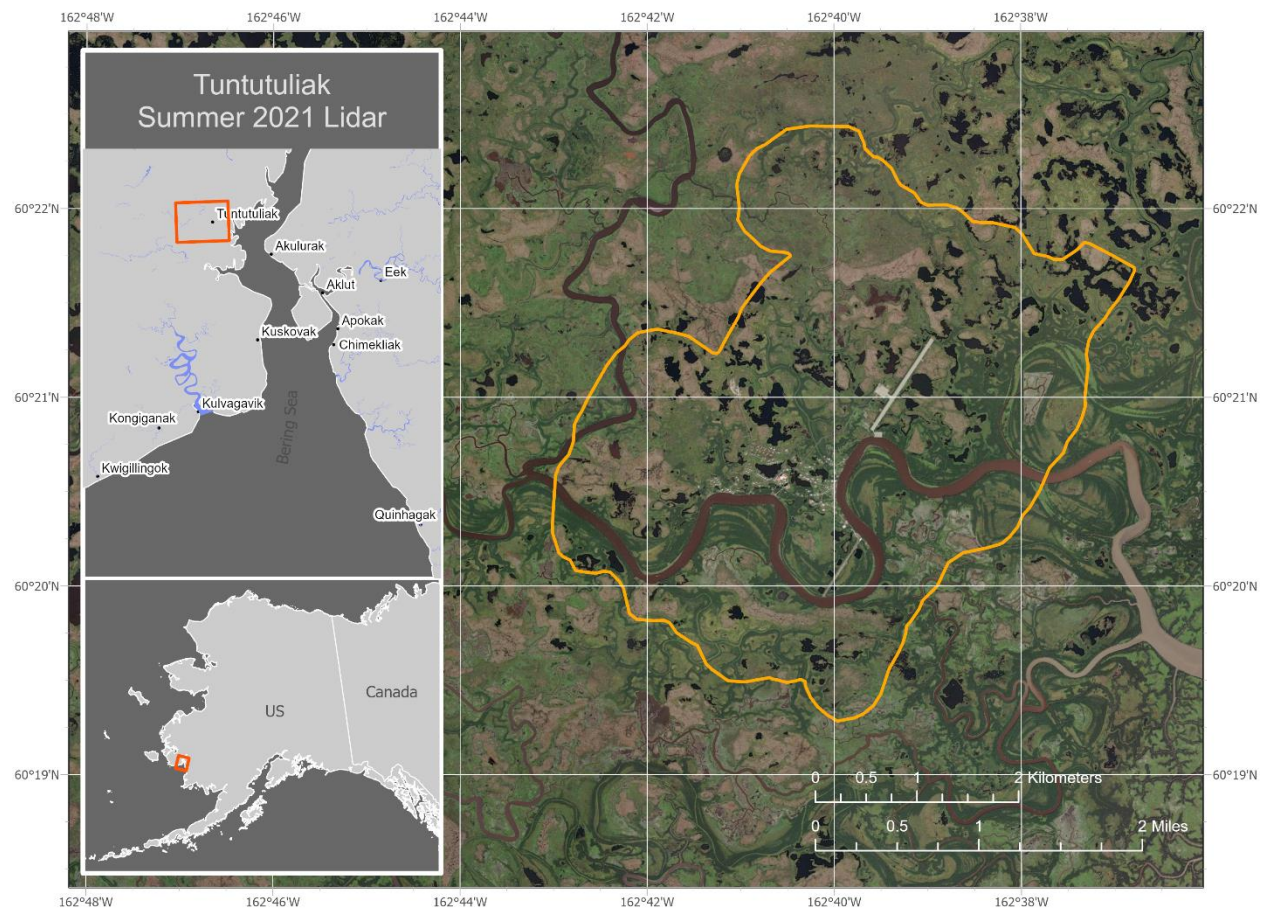 162°48'W
162°46'W
162°44'W
162°42'W
162°40'W
162°38'W
Tuntutuliak
Summer 2021 Lidar
60°22'N
60°22'N
Tuntutuliak
Akulurak
Eek
Aklut
Apokak
Kuskovak
Chimekliak
60°21'N
60°21'N
Kulvagavik
Kongiganak
Bering Sea
Kwigillingok
Quinhagak
60°20'N
60°20'N
Canada
US
60°19'N
60°19'N
0 0.5 1 2 Kilometers
0 0.5 1 2 Miles
162°48'W
162°46'W
162°44'W
162°42'W
162°40'W
162°38'W